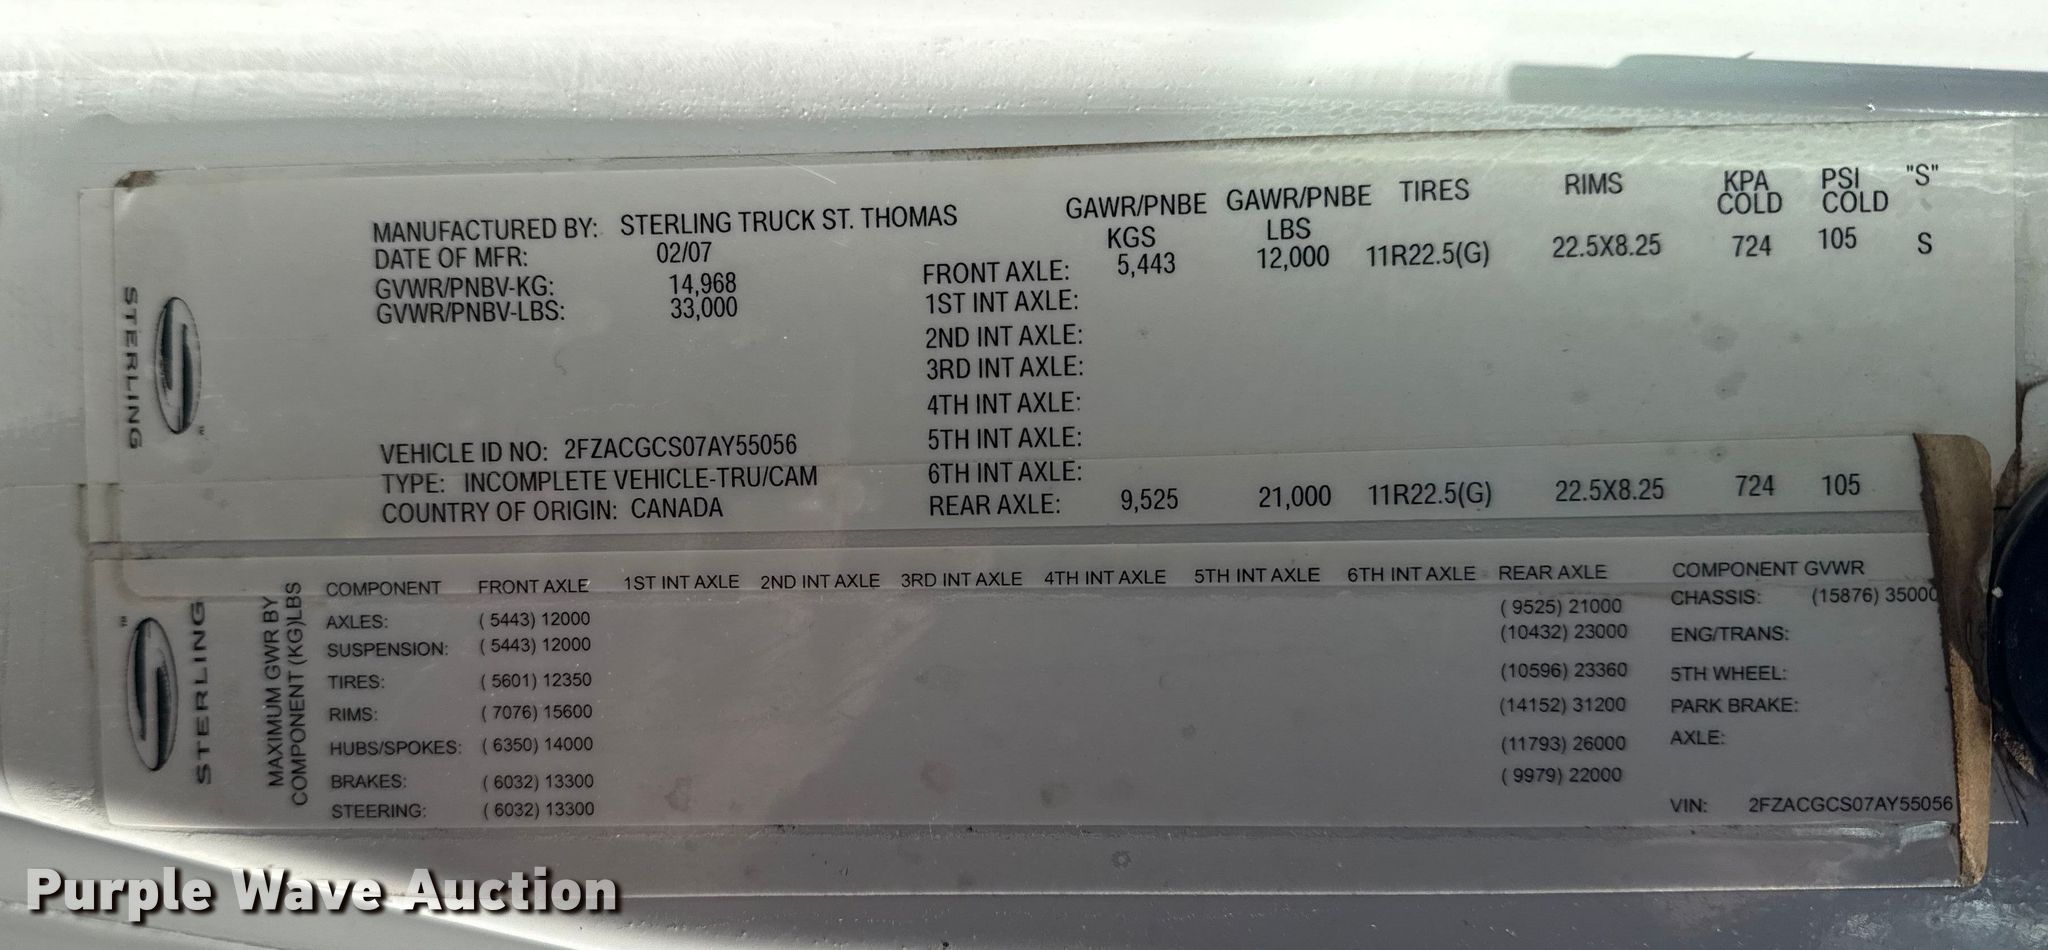 STERLING
MANUFACTURED BY: STERLING TRUCK ST. THOMAS
DATE OF MFR: 02/07
GVWR/PNBV-KG: 14,968
GVWR/PNBV-LBS: 33,000
VEHICLE ID NO: 2FZACGCS07AY55056
TYPE: INCOMPLETE VEHICLE-TRU/CAM
COUNTRY OF ORIGIN: CANADA
GAWR/PNBE KGS GAWR/PNBE LBS TIRES RIMS KPA COLD PSI COLD "S"
FRONT AXLE: 5,443 12,000 11R22.5(G) 22.5X8.25 724 105 S
1ST INT AXLE:
2ND INT AXLE:
3RD INT AXLE:
4TH INT AXLE:
5TH INT AXLE:
6TH INT AXLE:
REAR AXLE: 9,525 21,000 11R22.5(G) 22.5X8.25 724 105
STERLING
MAXIMUM GWR BY
COMPONENT (KG)LBS
COMPONENT FRONT AXLE 1ST INT AXLE 2ND INT AXLE 3RD INT AXLE 4TH INT AXLE 5TH INT AXLE 6TH INT AXLE REAR AXLE COMPONENT GVWR
AXLES: ( 5443) 12000 ( 9525) 21000 CHASSIS: (15876) 35000
SUSPENSION: ( 5443) 12000 (10432) 23000 ENG/TRANS:
TIRES: ( 5601) 12350 (10596) 23360 5TH WHEEL:
RIMS: ( 7076) 15600 (14152) 31200 PARK BRAKE:
HUBS/SPOKES: ( 6350) 14000 (11793) 26000 AXLE:
BRAKES: ( 6032) 13300 ( 9979) 22000
STEERING: ( 6032) 13300 VIN: 2FZACGCS07AY55056
Purple Wave Auction